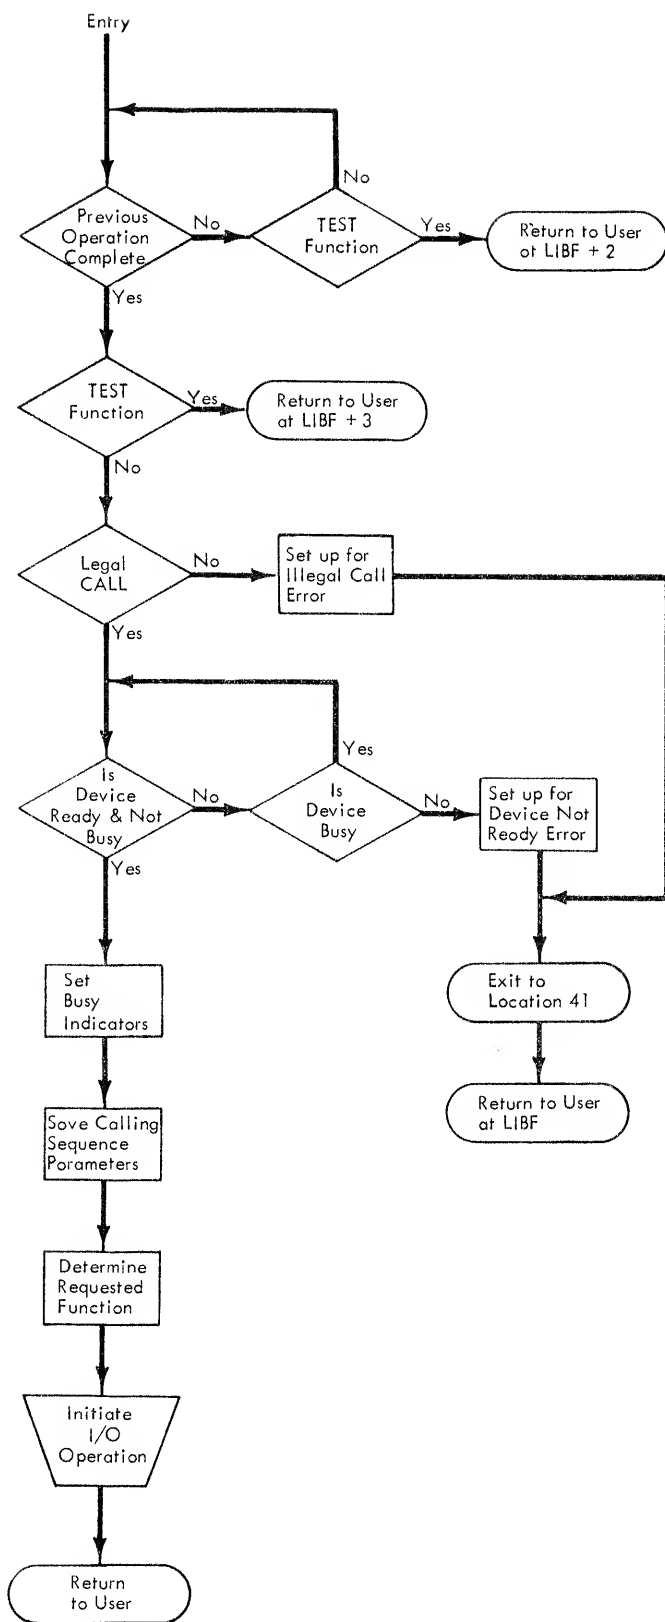 Entry
No
Previous
Operation
Complete
No
TEST
Function
Yes
Return to User
at LIBF + 2
Yes
TEST
Function
Yes
Return to User
at LIBF + 3
No
Legal
CALL
No
Set up for
Illegal Call
Error
Yes
Yes
Is
Device
Ready & Not
Busy
No
Is
Device
Busy
No
Set up for
Device Not
Ready Error
Yes
Set
Busy
Indicators
Exit to
Location 41
Save Calling
Sequence
Parameters
Return to User
at LIBF
Determine
Requested
Function
Initiate
I/O
Operation
Return
to User